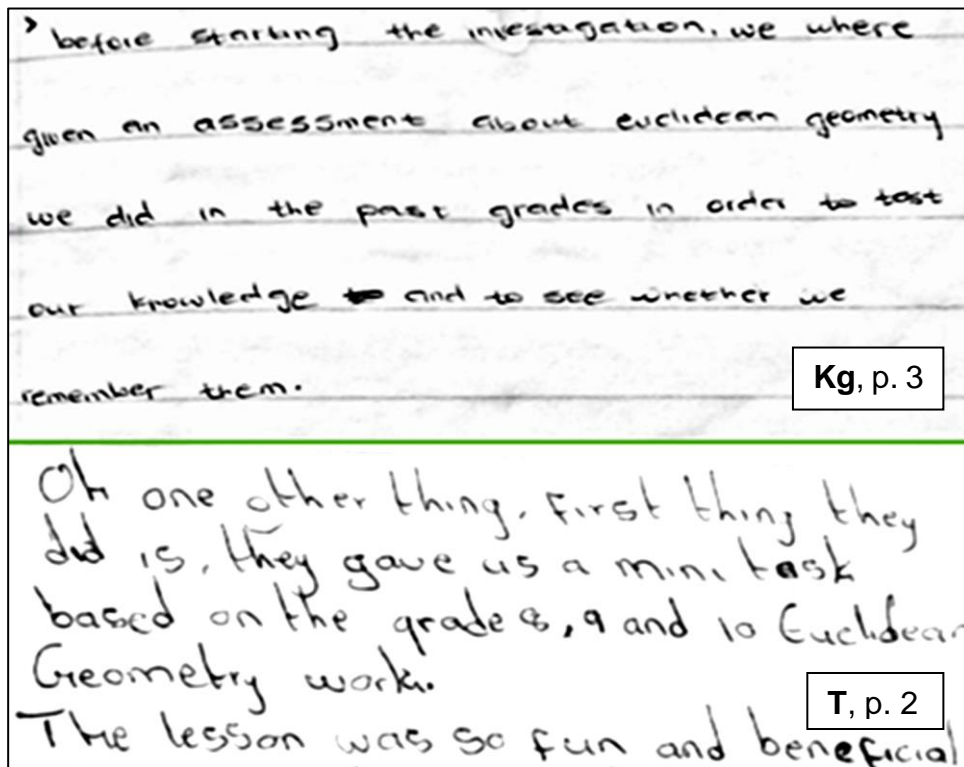 > before starting the investigation, we where
given an assessment about euclidean geometry
we did in the past grades in order to test
our knowledge and to see whether we
remember them.
Kg, p. 3
Oh one other thing, first thing they
did is, they gave us a mini task
based on the grade 8, 9 and 10 Euclidean
Geometry work.
T, p. 2
The lesson was so fun and beneficial